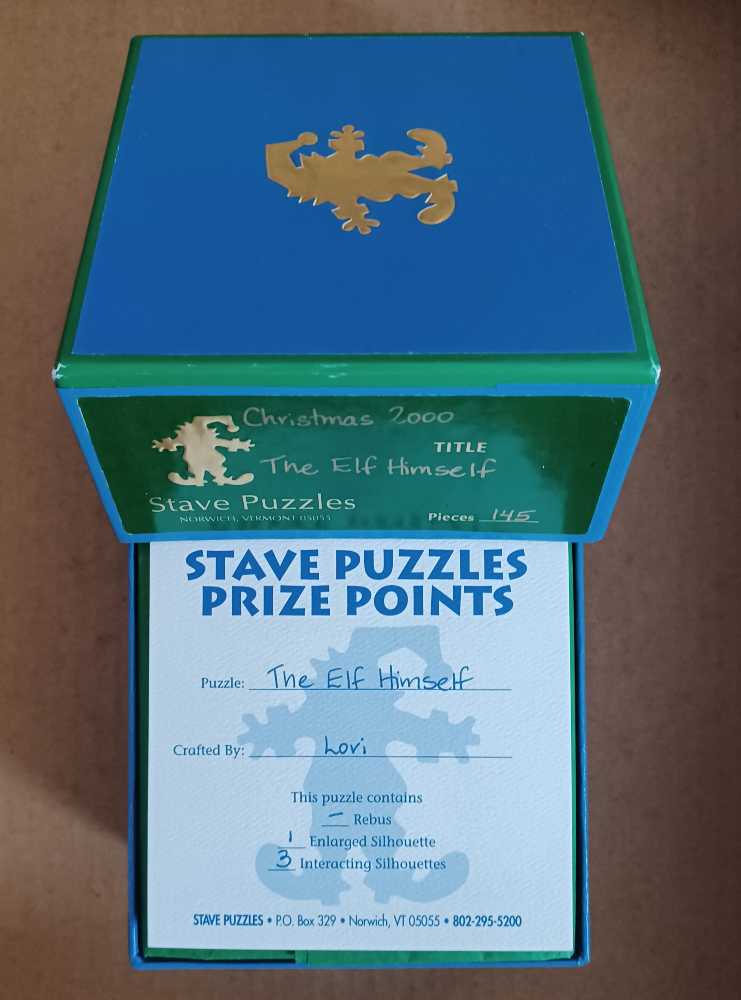 Christmas 2000
TITLE
The Elf Himself
Stave Puzzles
NORWICH, VERMONT 05055
Pieces 145
STAVE PUZZLES
PRIZE POINTS
Puzzle: The Elf Himself
Crafted By: Lori
This puzzle contains
– Rebus
1 Enlarged Silhouette
3 Interacting Silhouettes
STAVE PUZZLES • P.O. Box 329 • Norwich, VT 05055 • 802-295-5200